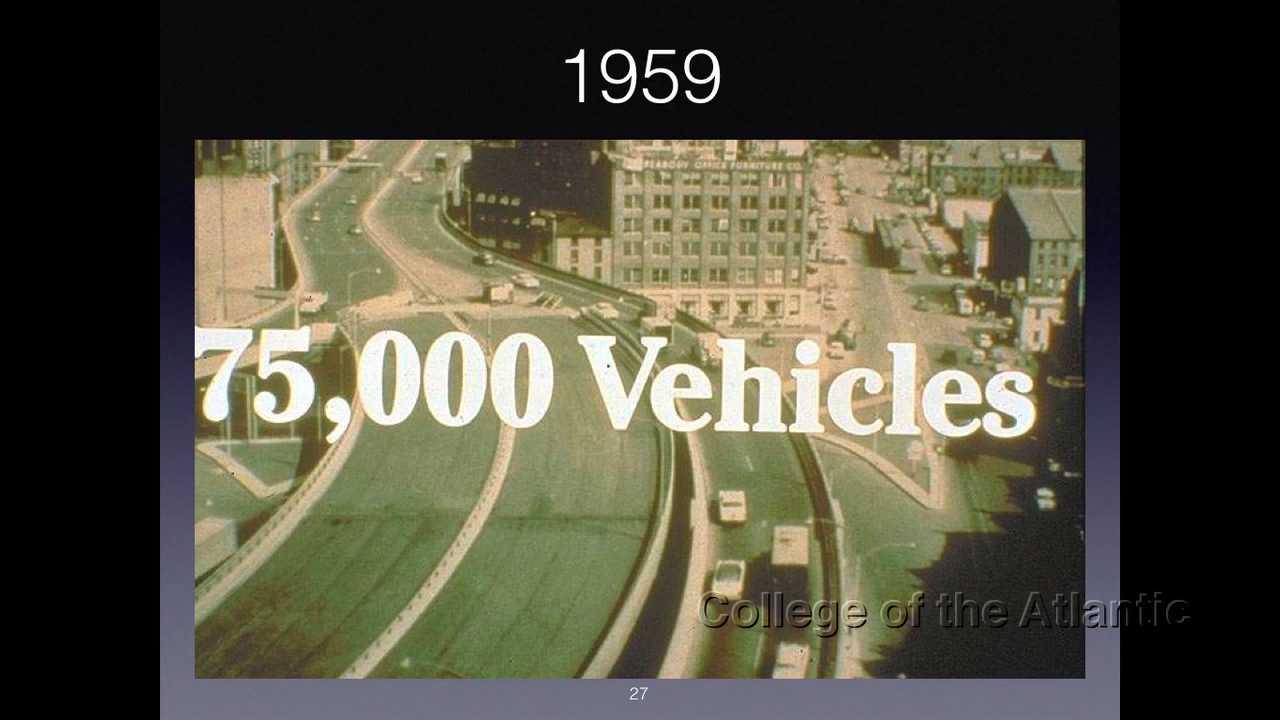 1959
PEABODY OFFICE FURNITURE CO.
75,000 Vehicles
College of the Atlantic
27